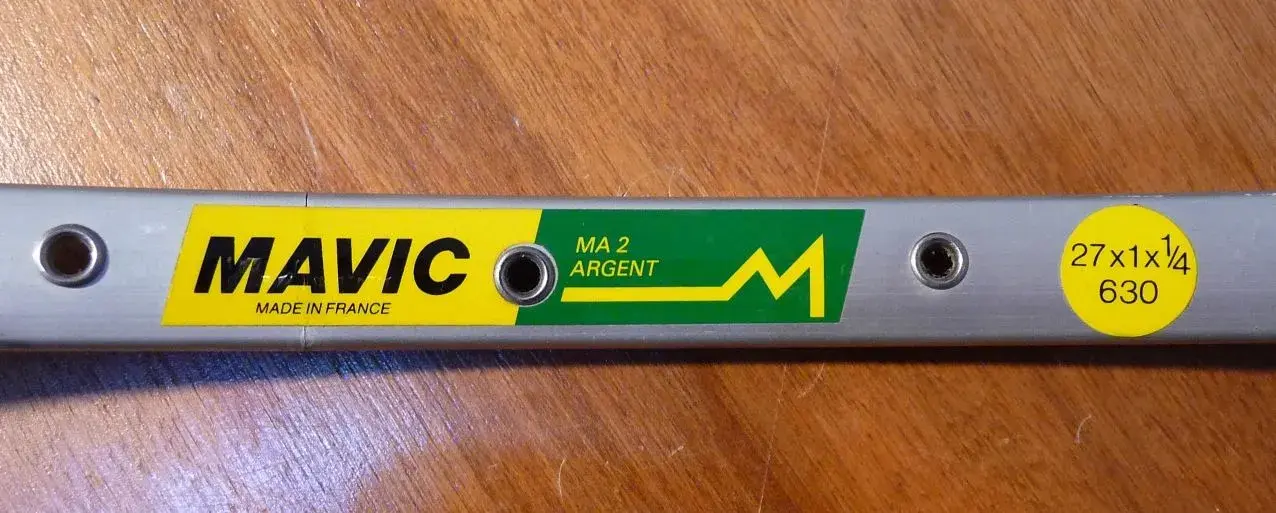 MAVIC
MADE IN FRANCE
MA 2
ARGENT
27x1x1/4
630